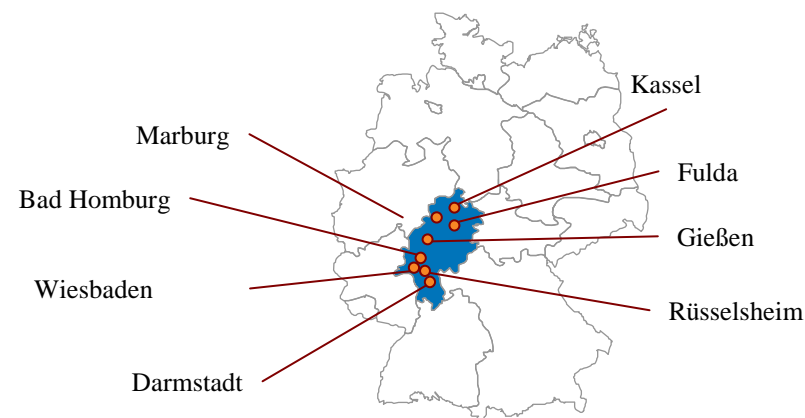 Kassel
Marburg
Fulda
Bad Homburg
Gießen
Wiesbaden
Rüsselsheim
Darmstadt